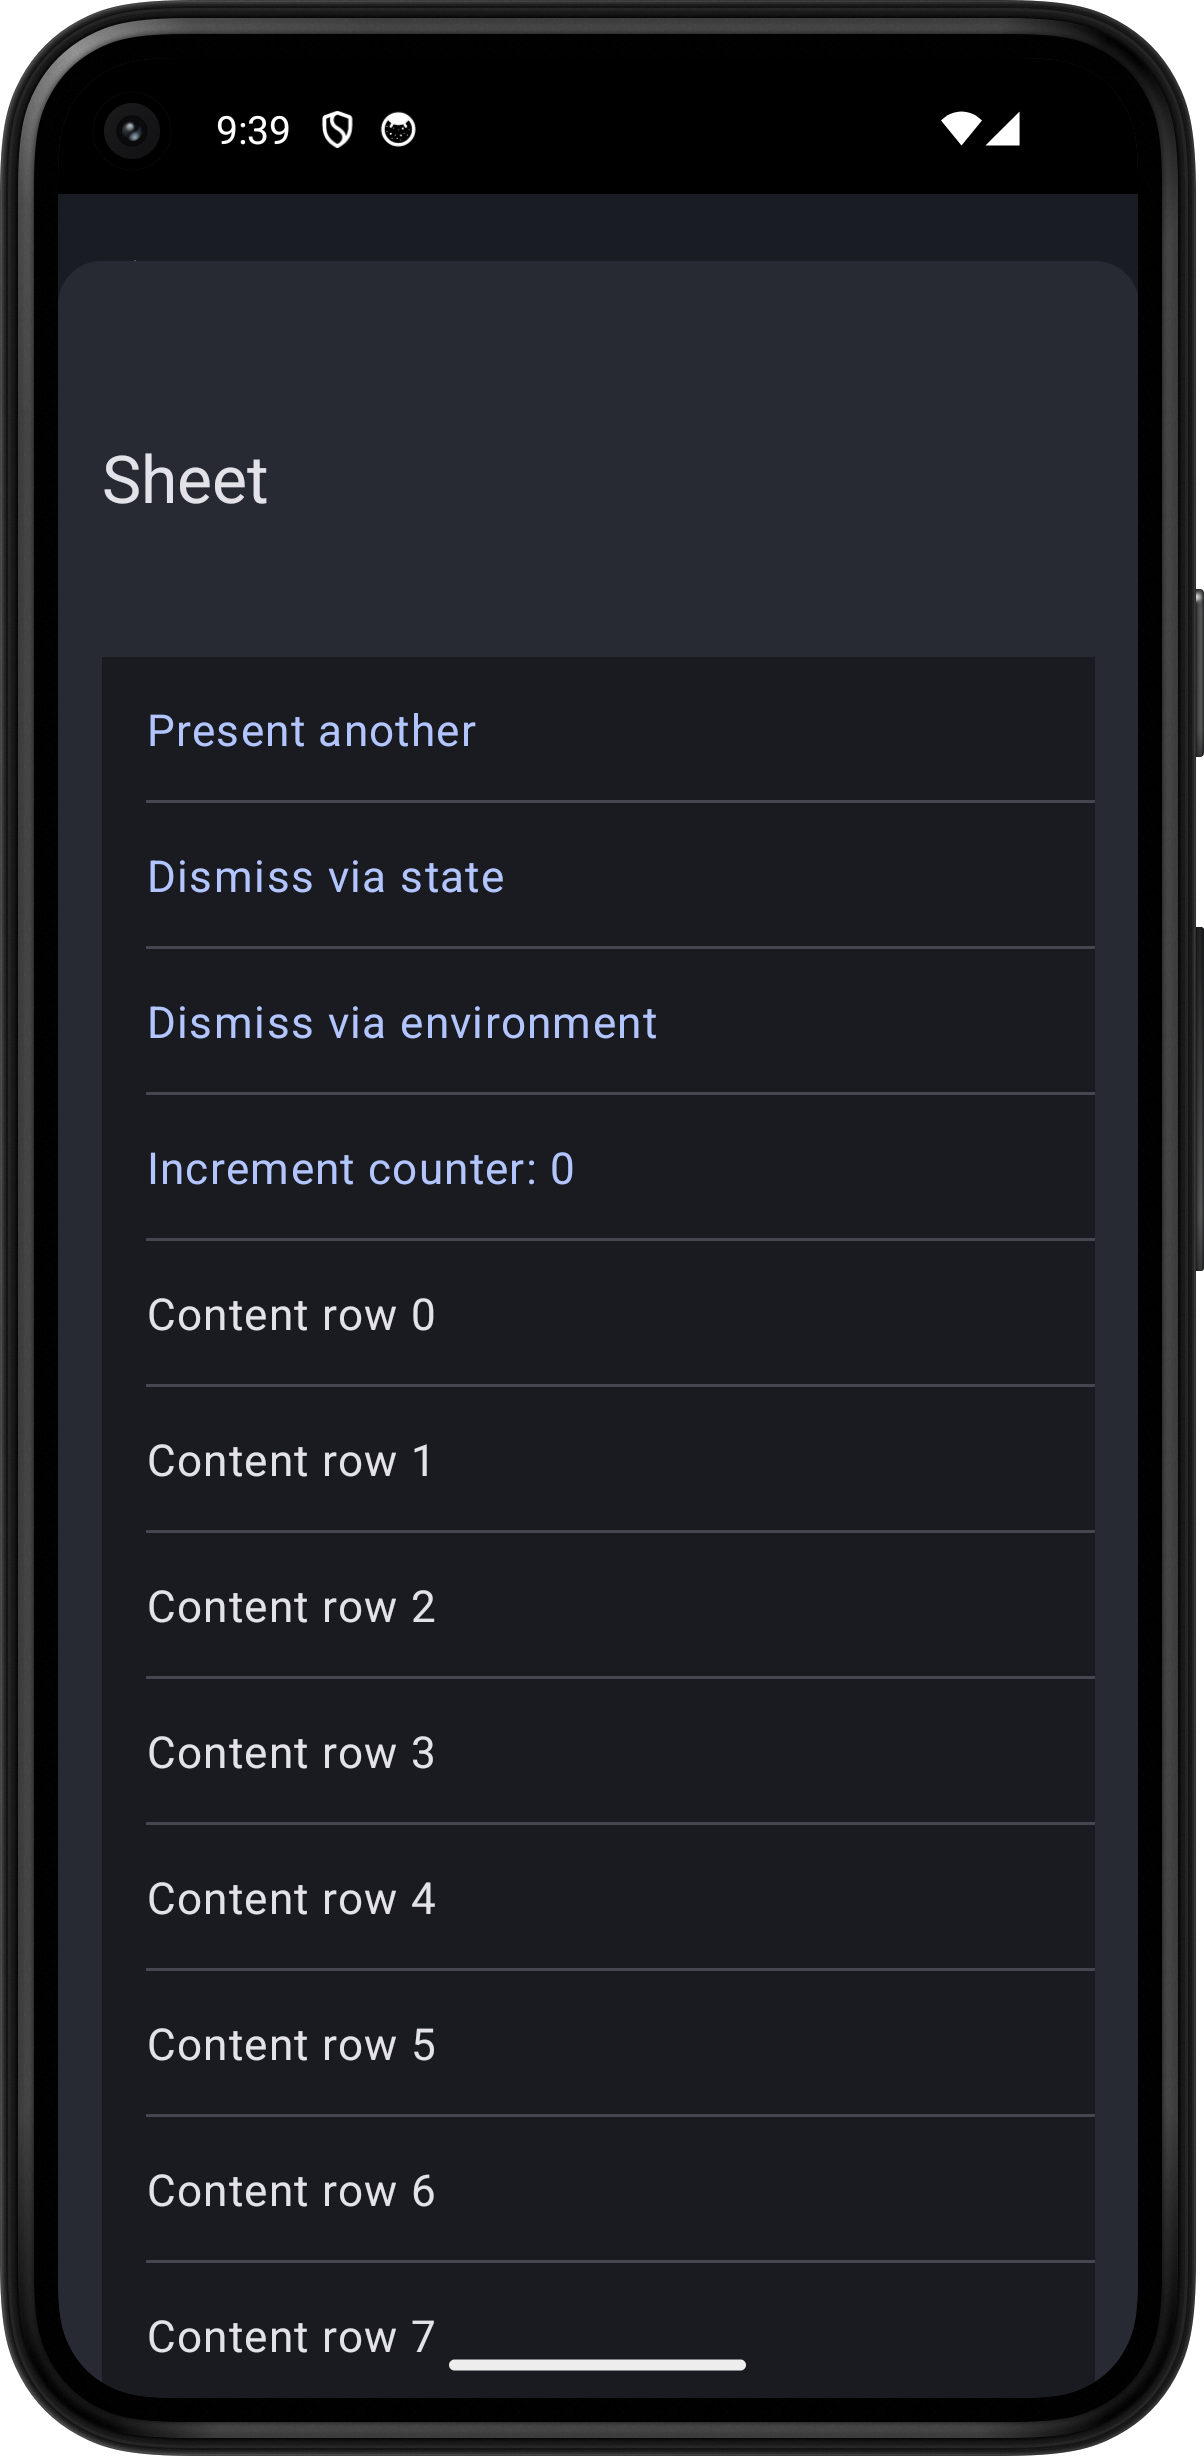 9:39
Sheet
Present another
Dismiss via state
Dismiss via environment
Increment counter: 0
Content row 0
Content row 1
Content row 2
Content row 3
Content row 4
Content row 5
Content row 6
Content row 7